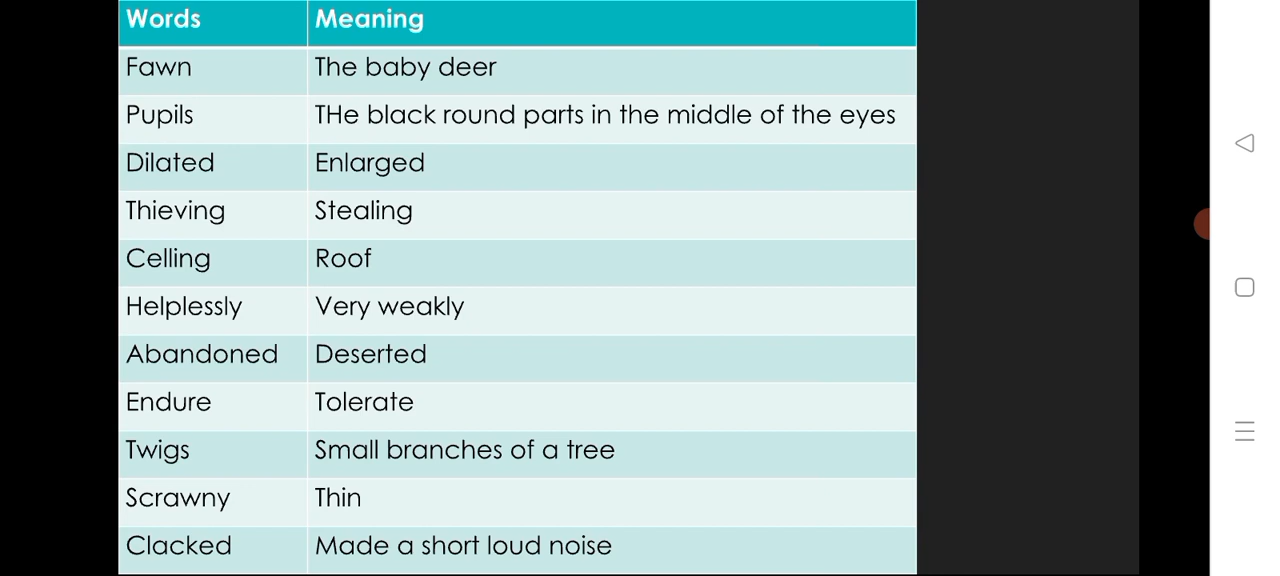 Words Meaning
Fawn The baby deer
Pupils THe black round parts in the middle of the eyes
Dilated Enlarged
Thieving Stealing
Celling Roof
Helplessly Very weakly
Abandoned Deserted
Endure Tolerate
Twigs Small branches of a tree
Scrawny Thin
Clacked Made a short loud noise